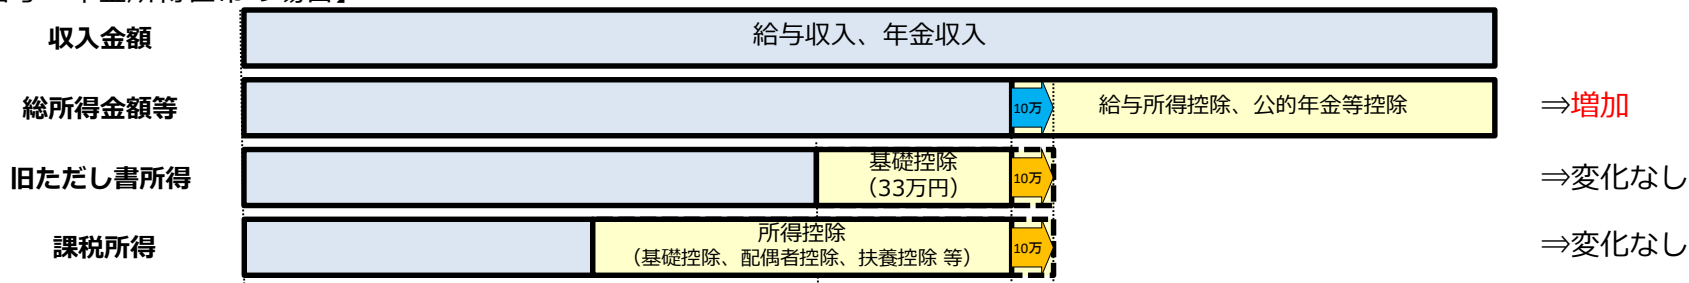 収入金額
給与収入、年金収入
総所得金額等
10万
給与所得控除、公的年金等控除
⇒増加
旧ただし書所得
基礎控除
（33万円）
10万
⇒変化なし
課税所得
所得控除
（基礎控除、配偶者控除、扶養控除 等）
10万
⇒変化なし